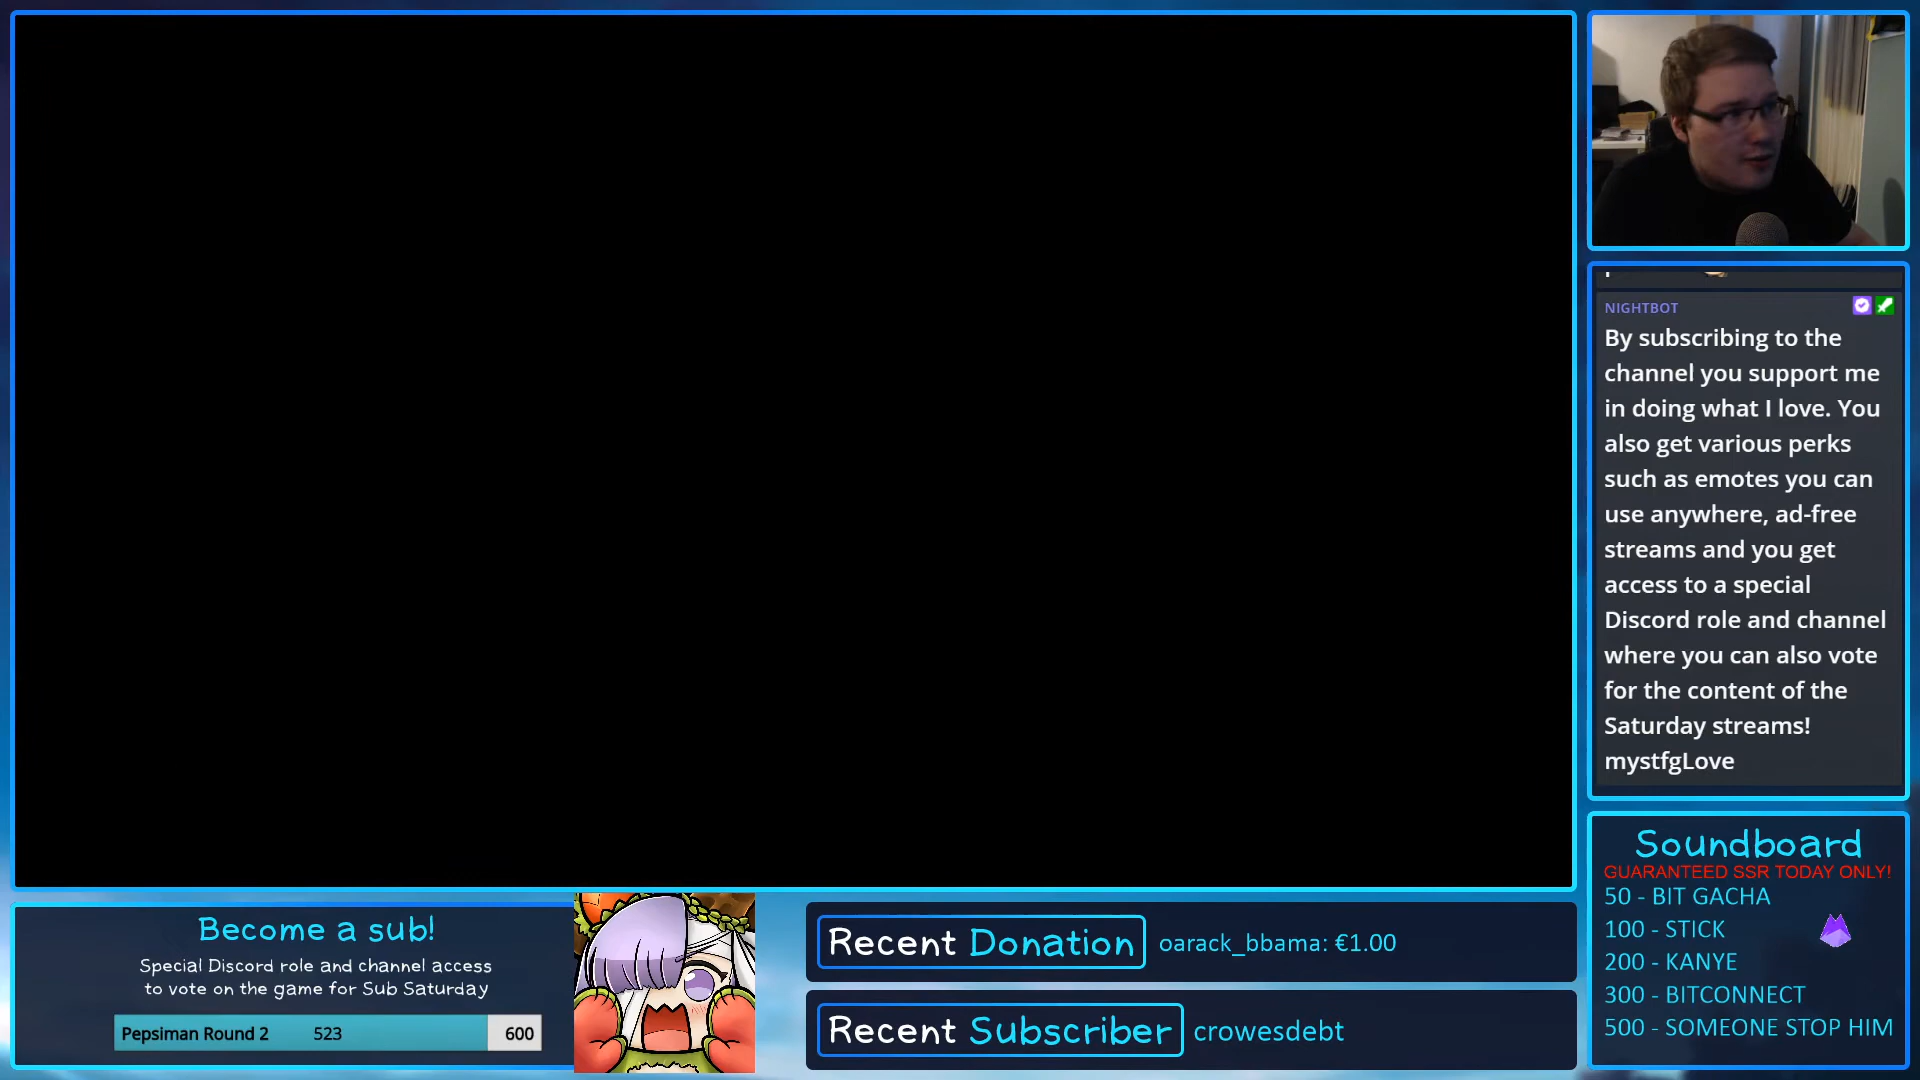 NIGHTBOT
By subscribing to the
channel you support me
in doing what I love. You
also get various perks
such as emotes you can
use anywhere, ad-free
streams and you get
access to a special
Discord role and channel
where you can also vote
for the content of the
Saturday streams!
mystfgLove
Soundboard
GUARANTEED SSR TODAY ONLY!
50 - BIT GACHA
100 - STICK
200 - KANYE
300 - BITCONNECT
500 - SOMEONE STOP HIM
Become a sub!
Special Discord role and channel access
to vote on the game for Sub Saturday
Pepsiman Round 2 523 600
Recent Donation oarack_bbama: €1.00
Recent Subscriber crowesdebt